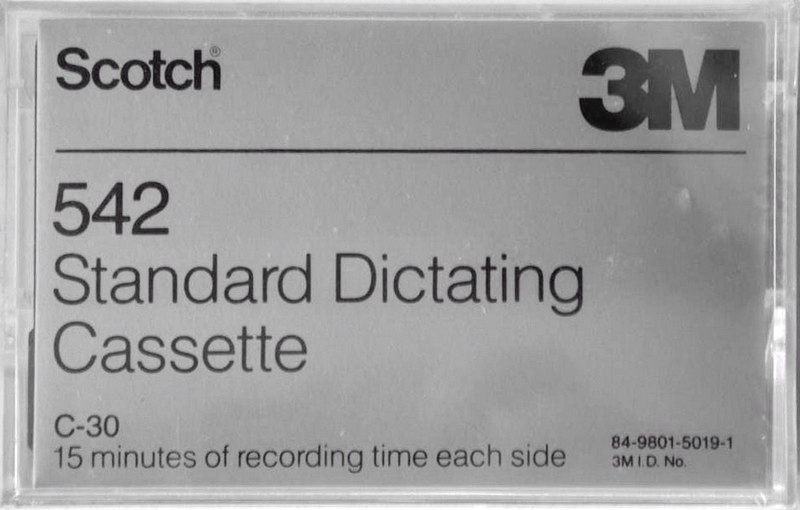 Scotch®
3M
542
Standard Dictating
Cassette
C-30
15 minutes of recording time each side
84-9801-5019-1
3M I.D. No.